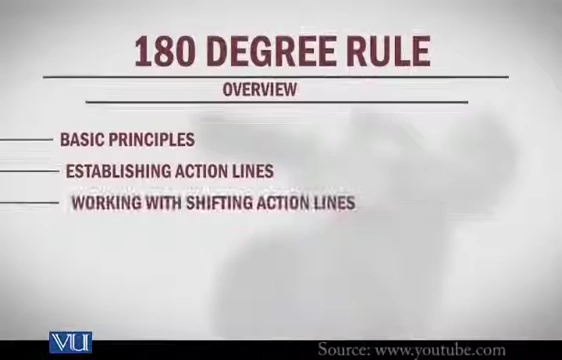 180 DEGREE RULE
OVERVIEW
BASIC PRINCIPLES
ESTABLISHING ACTION LINES
WORKING WITH SHIFTING ACTION LINES
VU
Source: www.youtube.com